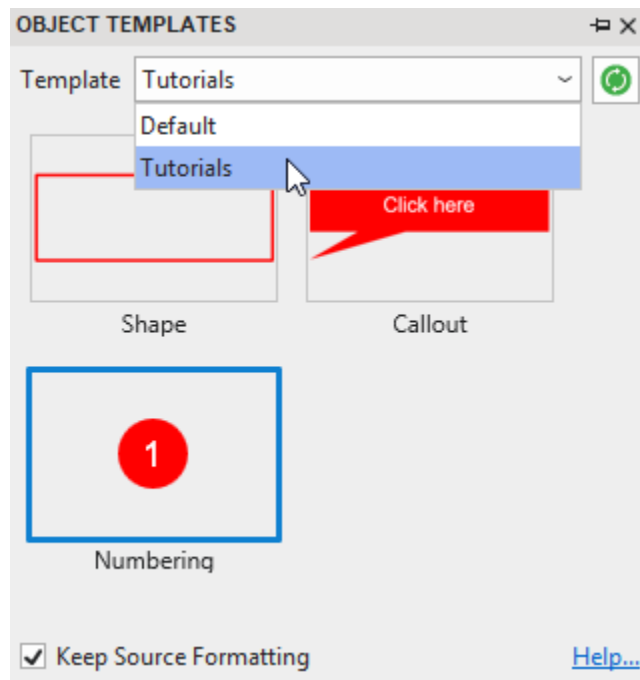 OBJECT TEMPLATES
Template Tutorials
Default
Tutorials
Click here
Shape Callout
1
Numbering
Keep Source Formatting Help...